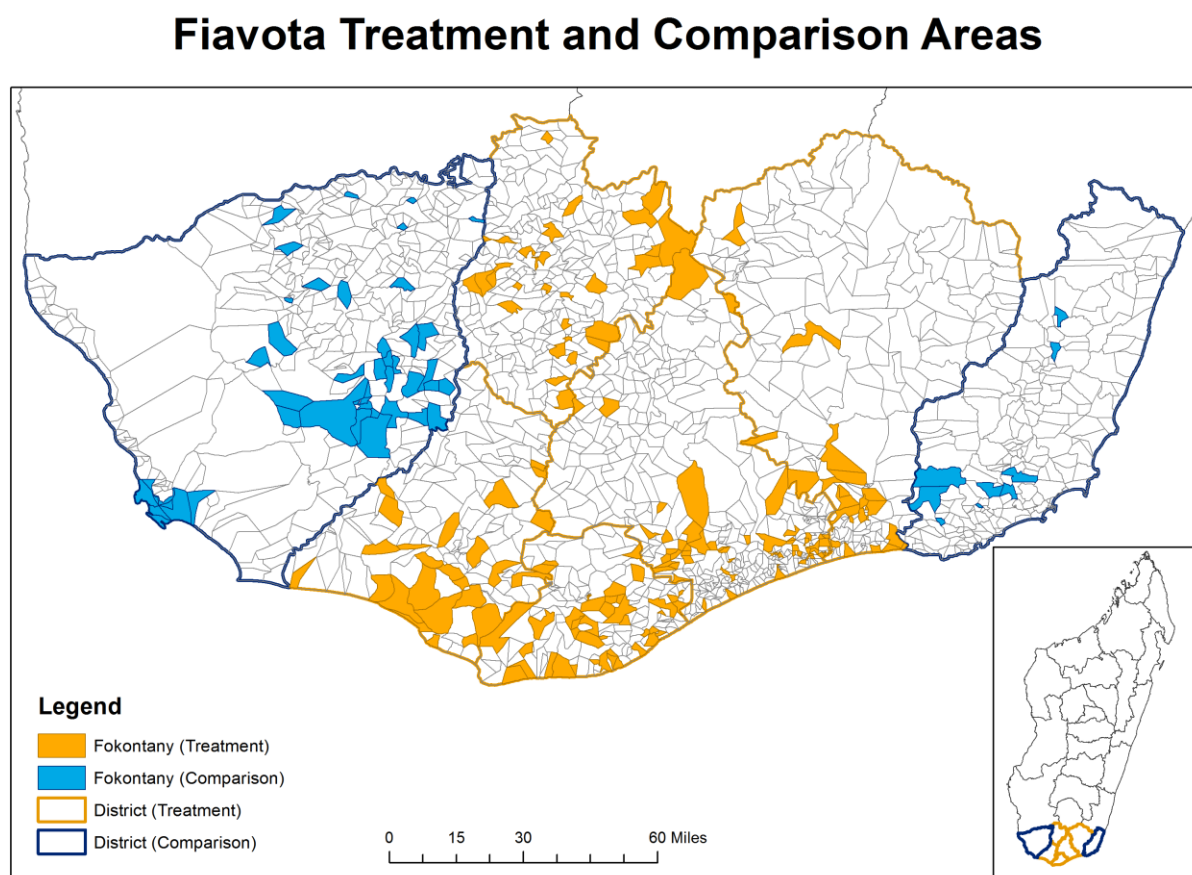 Fiavota Treatment and Comparison Areas
Legend
Fokontany (Treatment)
Fokontany (Comparison)
District (Treatment)
District (Comparison)
0 15 30 60 Miles